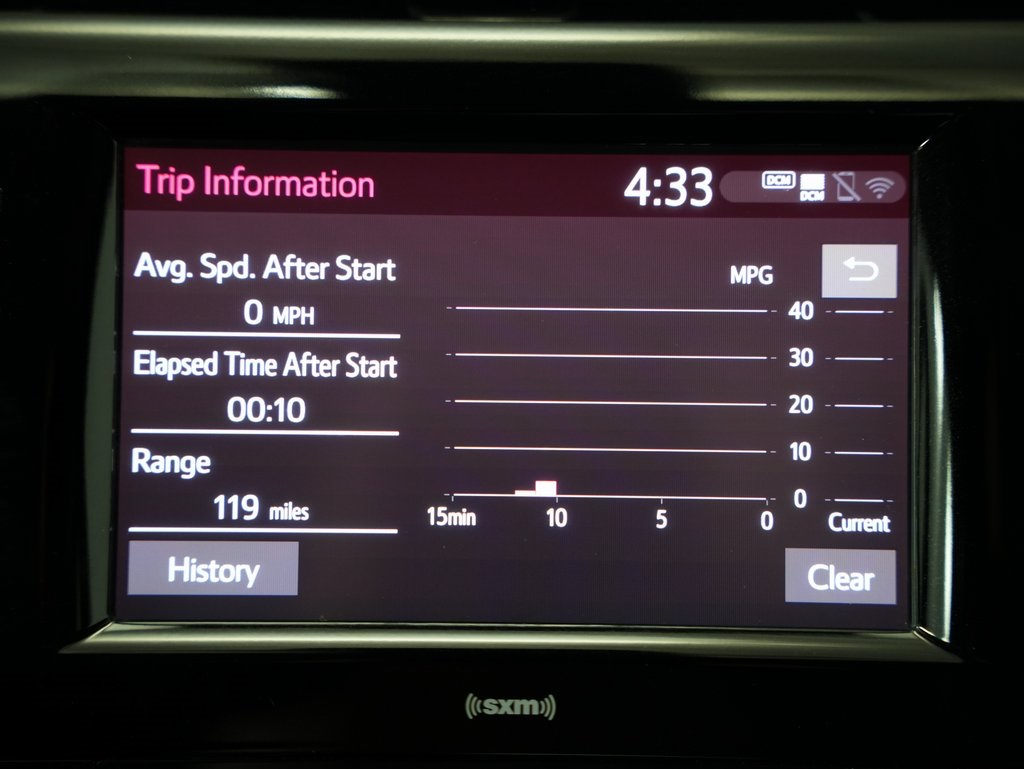 Trip Information
4:33
DCM
DCM
Avg. Spd. After Start
0 MPH
Elapsed Time After Start
00:10
Range
119 miles
History
MPG
40
30
20
10
0
15min 10 5 0
Current
Clear
sxm